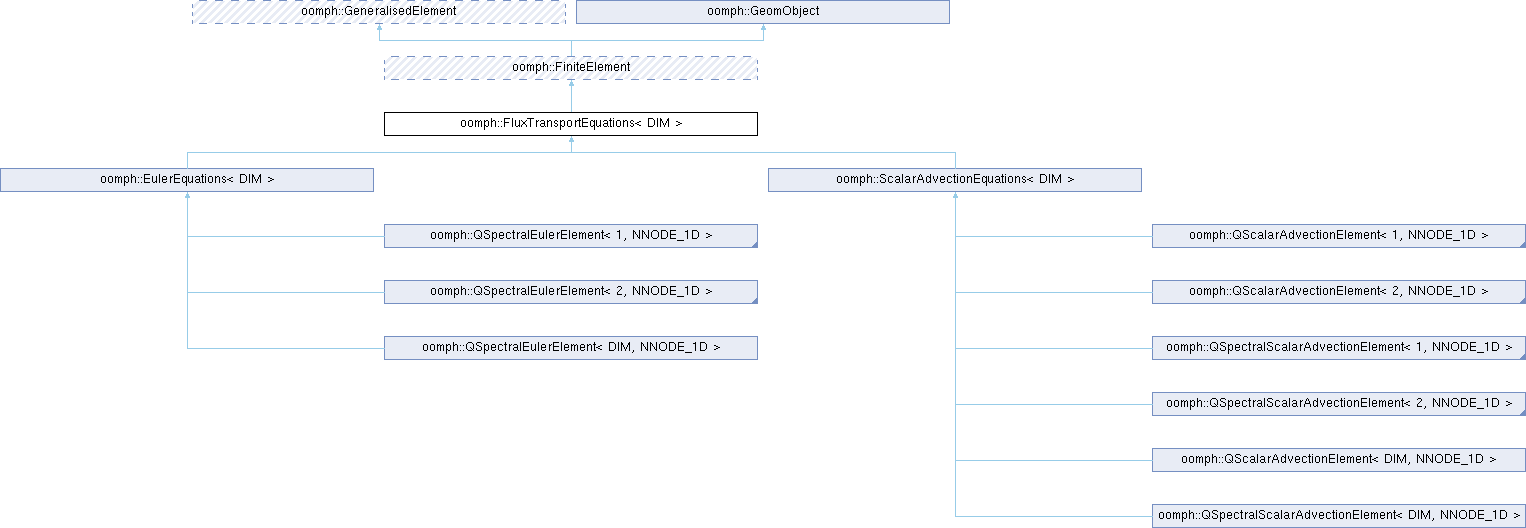 oomph::GeneralisedElement
oomph::GeomObject
oomph::FiniteElement
oomph::FluxTransportEquations< DIM >
oomph::EulerEquations< DIM >
oomph::ScalarAdvectionEquations< DIM >
oomph::QSpectralEulerElement< 1, NNODE_1D >
oomph::QScalarAdvectionElement< 1, NNODE_1D >
oomph::QSpectralEulerElement< 2, NNODE_1D >
oomph::QScalarAdvectionElement< 2, NNODE_1D >
oomph::QSpectralEulerElement< DIM, NNODE_1D >
oomph::QSpectralScalarAdvectionElement< 1, NNODE_1D >
oomph::QSpectralScalarAdvectionElement< 2, NNODE_1D >
oomph::QScalarAdvectionElement< DIM, NNODE_1D >
oomph::QSpectralScalarAdvectionElement< DIM, NNODE_1D >